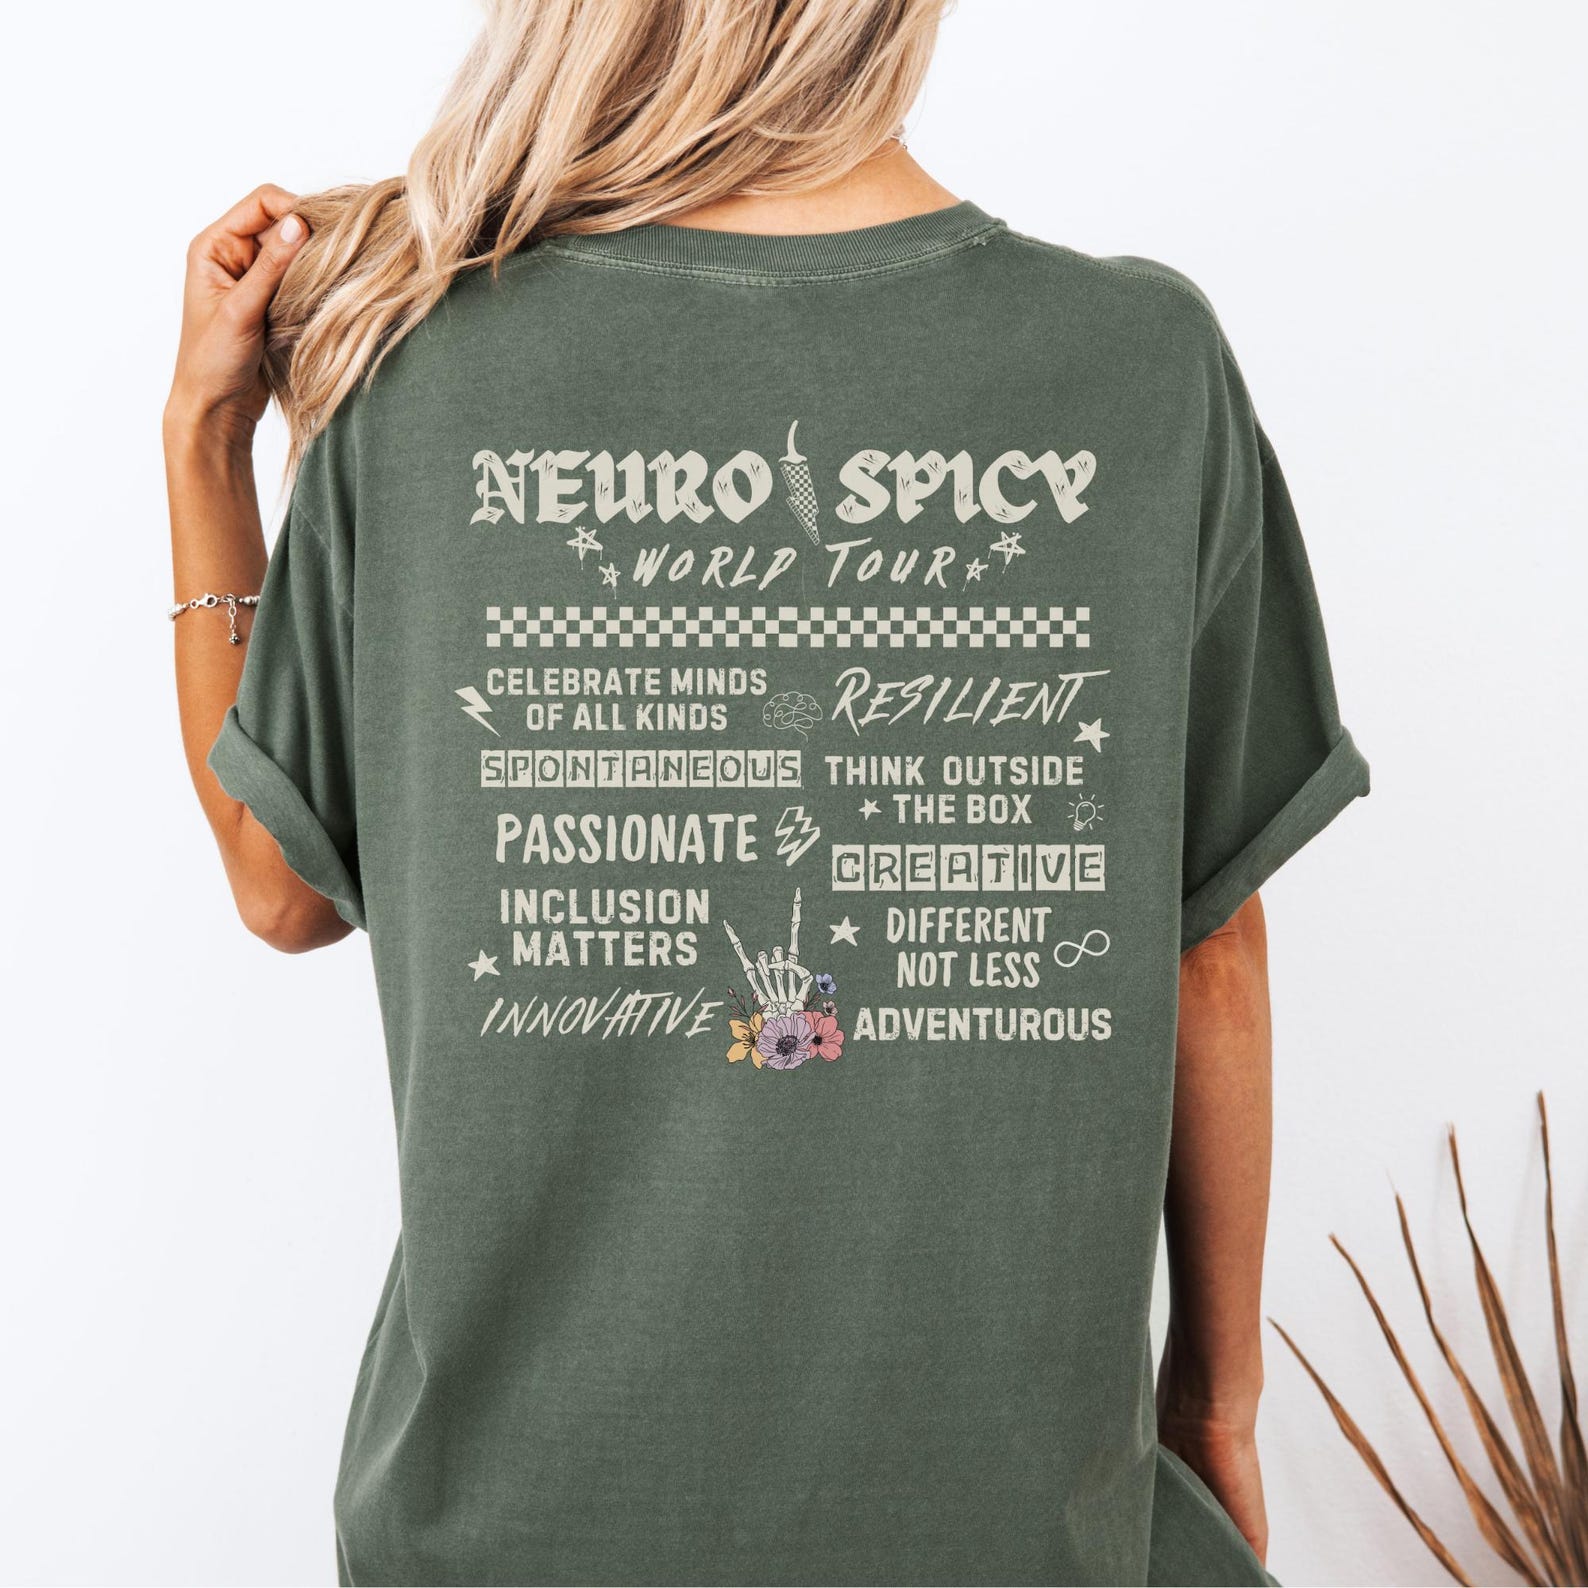 NEURO SPICY
WORLD TOUR
CELEBRATE MINDS
OF ALL KINDS
RESILIENT
SPONTANEOUS
THINK OUTSIDE
THE BOX
PASSIONATE
CREATIVE
INCLUSION
MATTERS
DIFFERENT
NOT LESS
INNOVATIVE
ADVENTUROUS